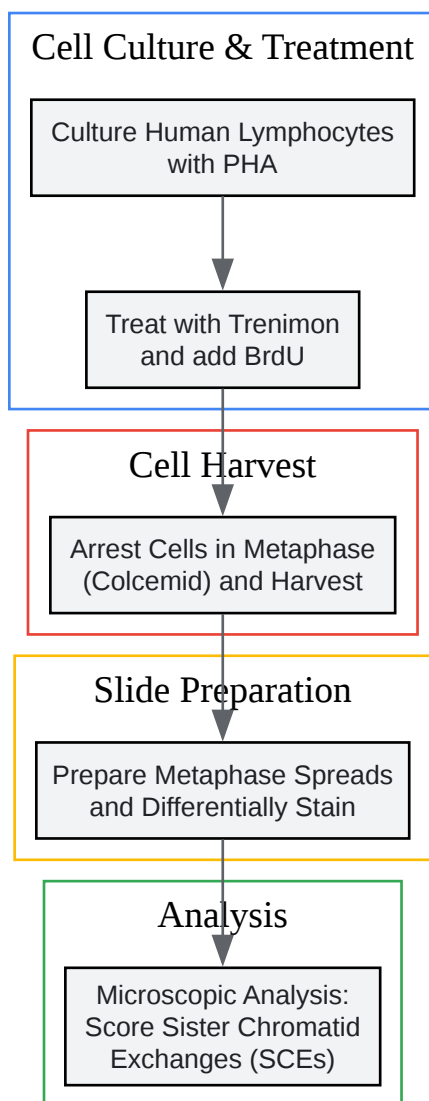 Cell Culture & Treatment
Culture Human Lymphocytes
with PHA
Treat with Trenimon
and add BrdU
Cell Harvest
Arrest Cells in Metaphase
(Colcemid) and Harvest
Slide Preparation
Prepare Metaphase Spreads
and Differentially Stain
Analysis
Microscopic Analysis:
Score Sister Chromatid
Exchanges (SCEs)